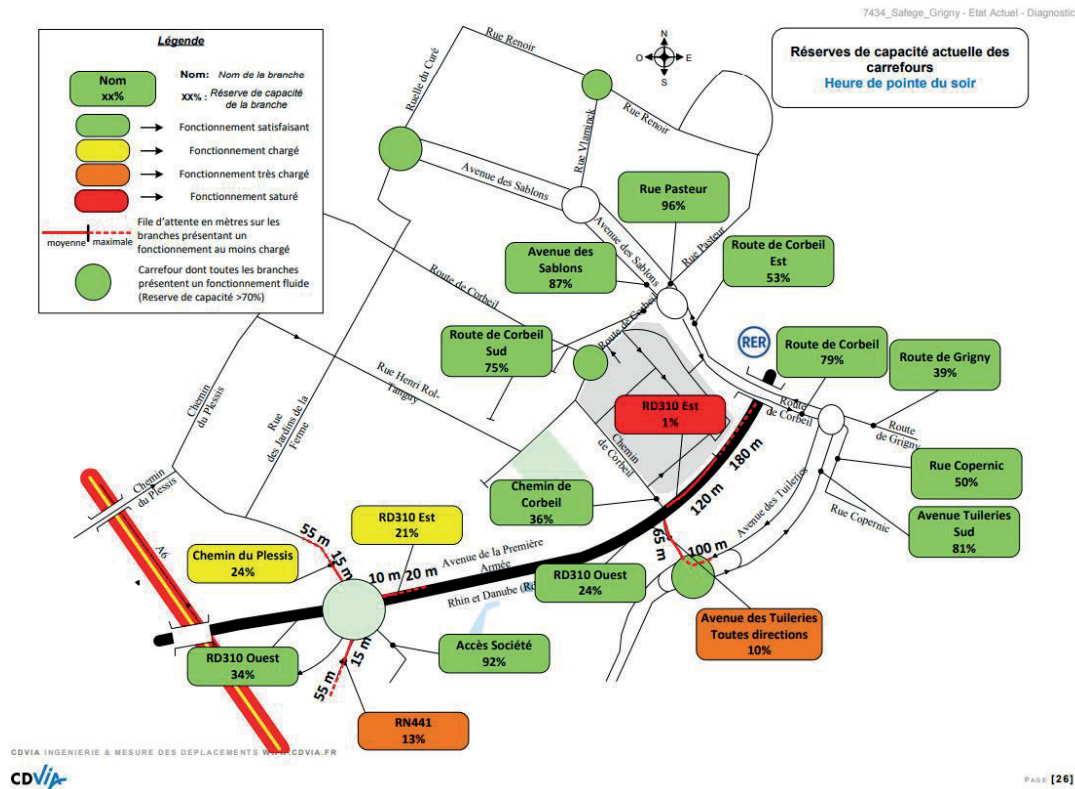 7434_Safege_Grigny - Etat Actuel - Diagnostic
Légende
Nom
xx%
Nom: Nom de la branche
XX% : Réserve de capacité
de la branche
Fonctionnement satisfaisant
Fonctionnement chargé
Fonctionnement très chargé
Fonctionnement saturé
moyenne
maximale
File d'attente en mètres sur les
branches présentant un
fonctionnement au moins chargé
Carrefour dont toutes les branches
présentent un fonctionnement fluide
(Reserve de capacité >70%)
N
O
E
S
Réserves de capacité actuelle des
carrefours
Heure de pointe du soir
Rue Renoir
Ruelle du Curé
Rue Renoir
Rue Vlaminck
Avenue des Sablons
Rue Pasteur
96%
Avenue des Sablons
Rue Pasteur
Route de Corbeil
Est
53%
Avenue des
Sablons
87%
Route de Corbeil
Route de Corbeil
Route de Corbeil
Sud
75%
RER
Route de Corbeil
79%
Route de Grigny
39%
Rue Henri Rol-
Tanguy
Chemin
du Plessis
Rue
des Jardins de la
Ferme
RD310 Est
1%
Route
de Corbeil
Route
de Grigny
Chemin
de Corbeil
180 m
120 m
Rue Copernic
50%
Chemin
du Plessis
Chemin de
Corbeil
36%
Avenue des Tuileries
Rue Copernic
Avenue Tuileries
Sud
81%
A6
55 m
15 m
RD310 Est
21%
65 m
100 m
Chemin du Plessis
24%
10 m
20 m
Avenue de la Première
Armée
Rhin et Danube
RD310 Ouest
24%
Avenue des Tuileries
Toutes directions
10%
RD310 Ouest
34%
15 m
55 m
Accès Société
92%
RN441
13%
CDVIA INGENIERIE & MESURE DES DEPLACEMENTS WWW.CDVIA.FR
CDVIA
PAGE [26]